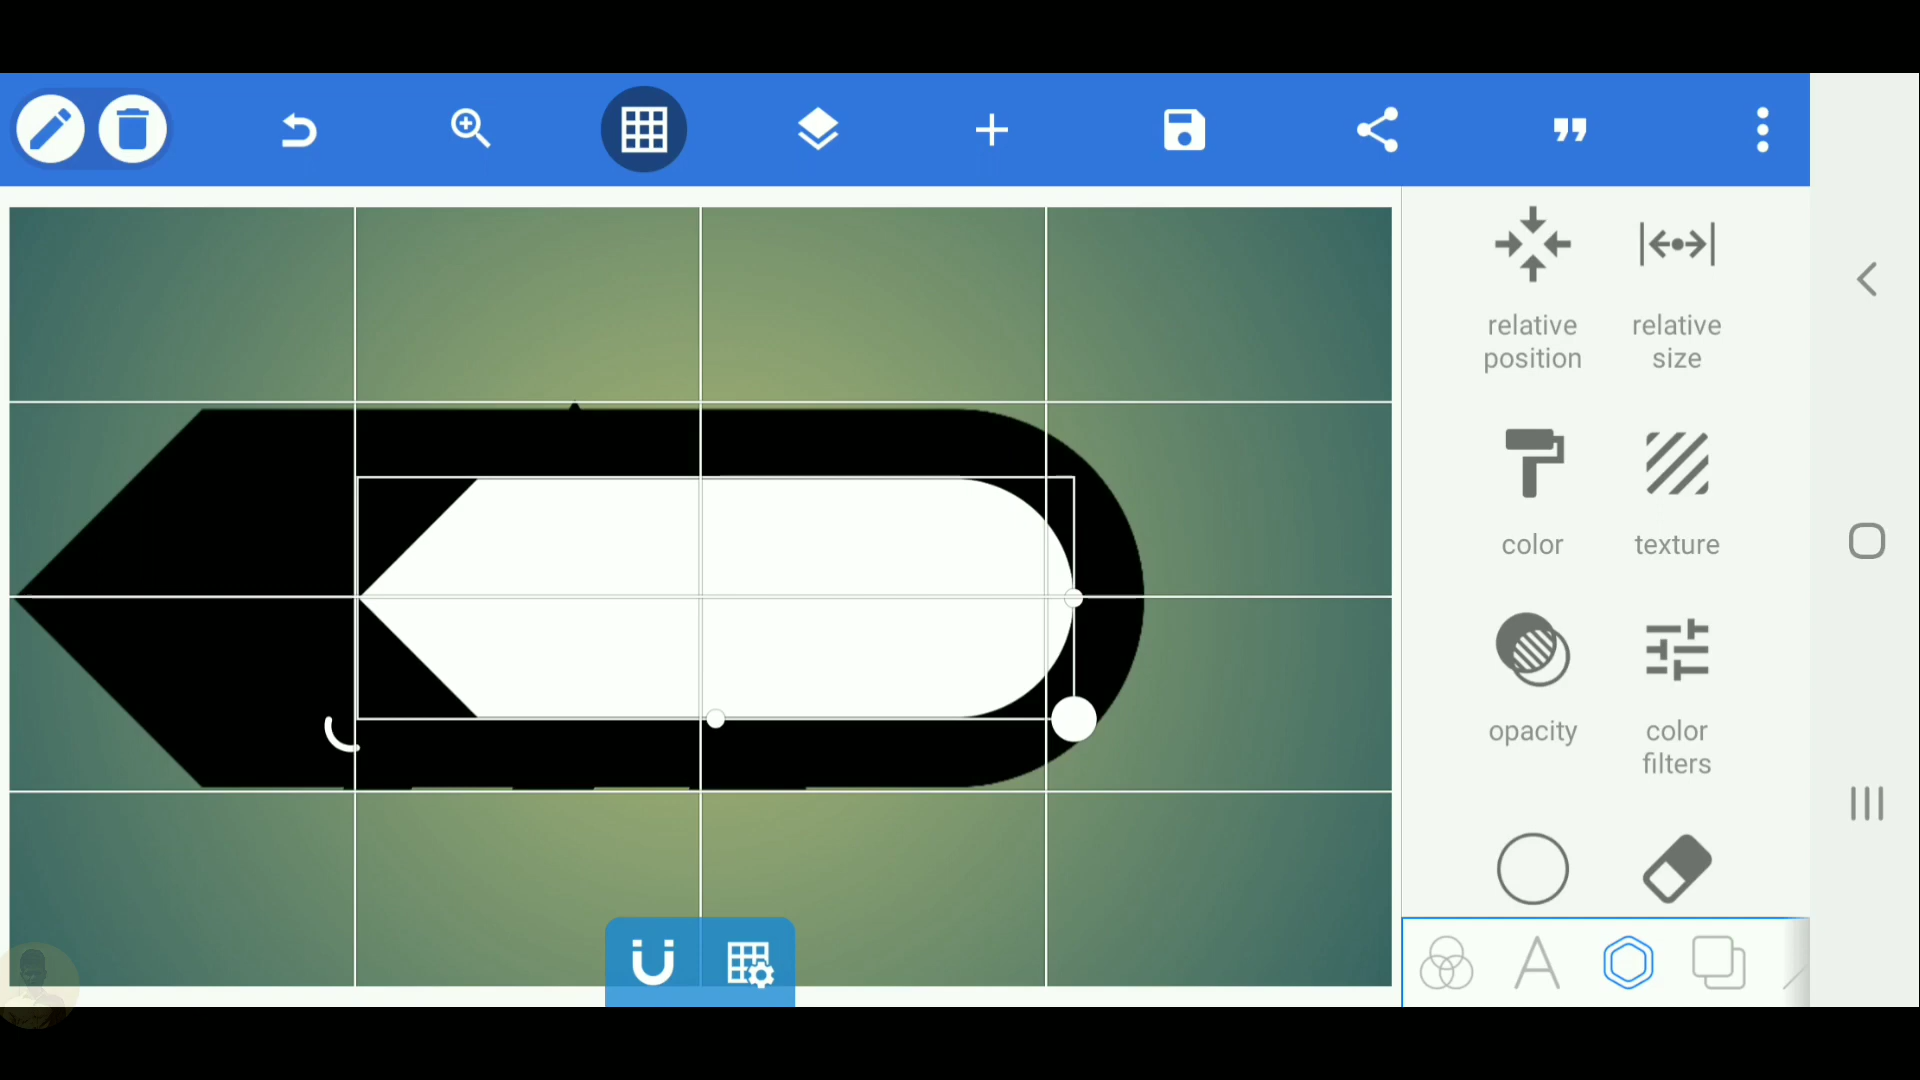 relative
position
relative
size
color
texture
opacity
color
filters